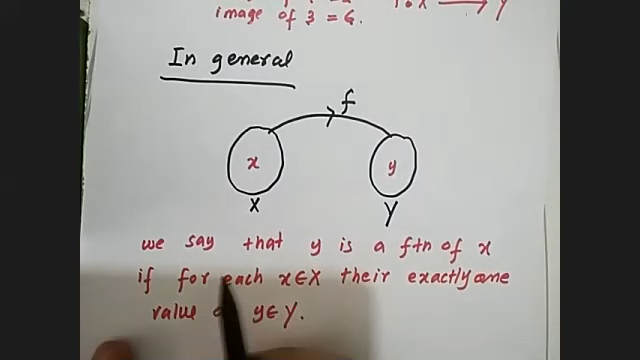 image of 3 = 6.
In general
f
x
y
X
Y
we say that y is a ftn of x
if for each x∈X their exactly one
value y∈ Y.